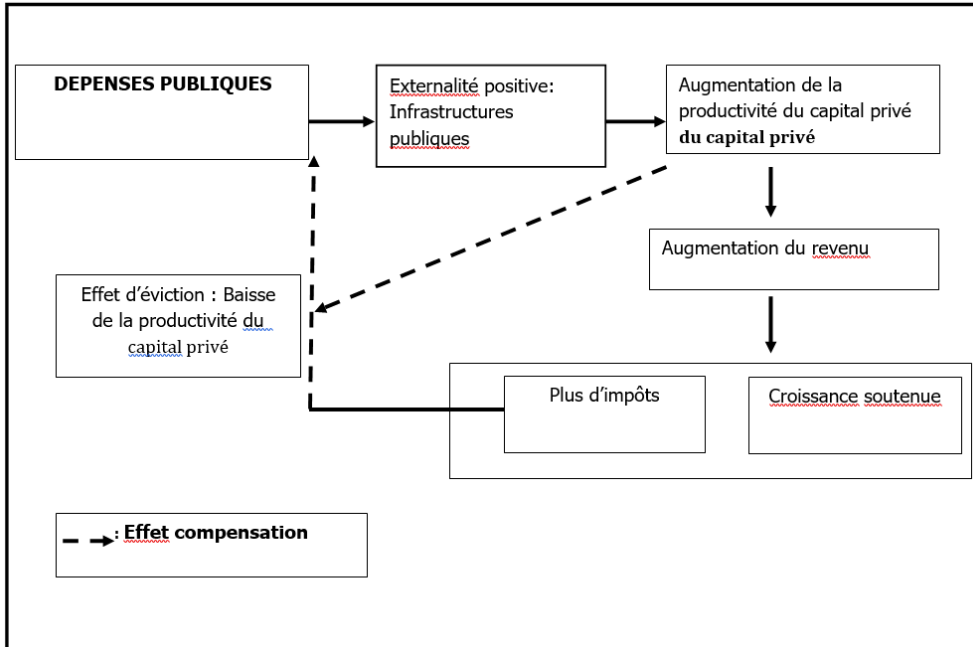 DEPENSES PUBLIQUES
Externalité positive:
Infrastructures
publiques
Augmentation de la
productivité du capital privé
du capital privé
Augmentation du revenu
Effet d’éviction : Baisse
de la productivité du
capital privé
Plus d’impôts
Croissance soutenue
: Effet compensation